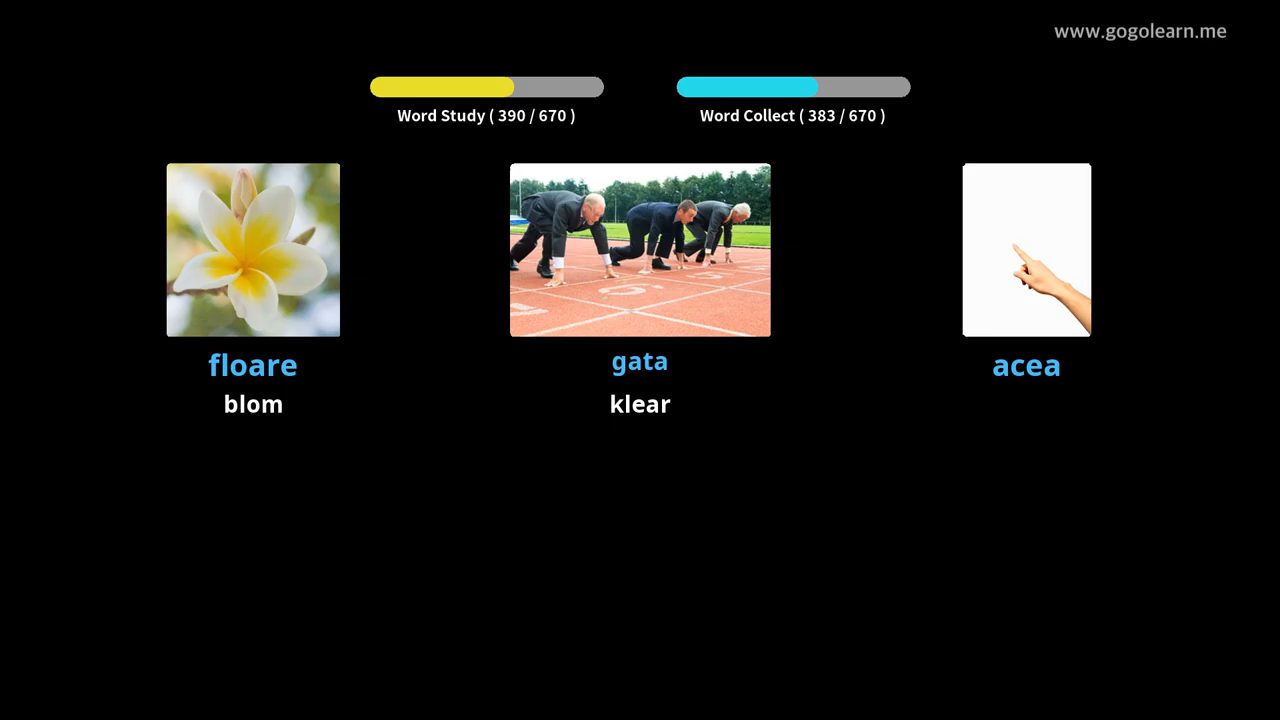 www.gogolearn.me
Word Study ( 390 / 670 )
Word Collect ( 383 / 670 )
floare
gata
acea
blom
klear